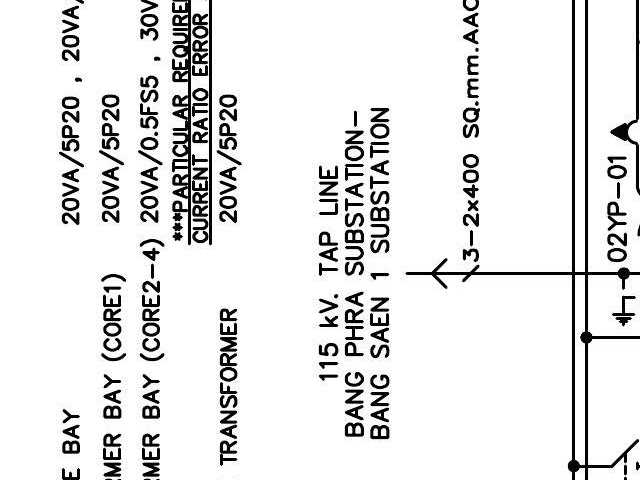 E BAY 20VA/5P20 , 20VA/
RMER BAY (CORE1) 20VA/5P20
RMER BAY (CORE2-4) 20VA/0.5FS5 , 30V
***PARTICULAR REQUIRE
CURRENT RATIO ERROR
TRANSFORMER 20VA/5P20
115 kV. TAP LINE
BANG PHRA SUBSTATION-
BANG SAEN 1 SUBSTATION
3-2x400 SQ.mm.AAC
02YP-01